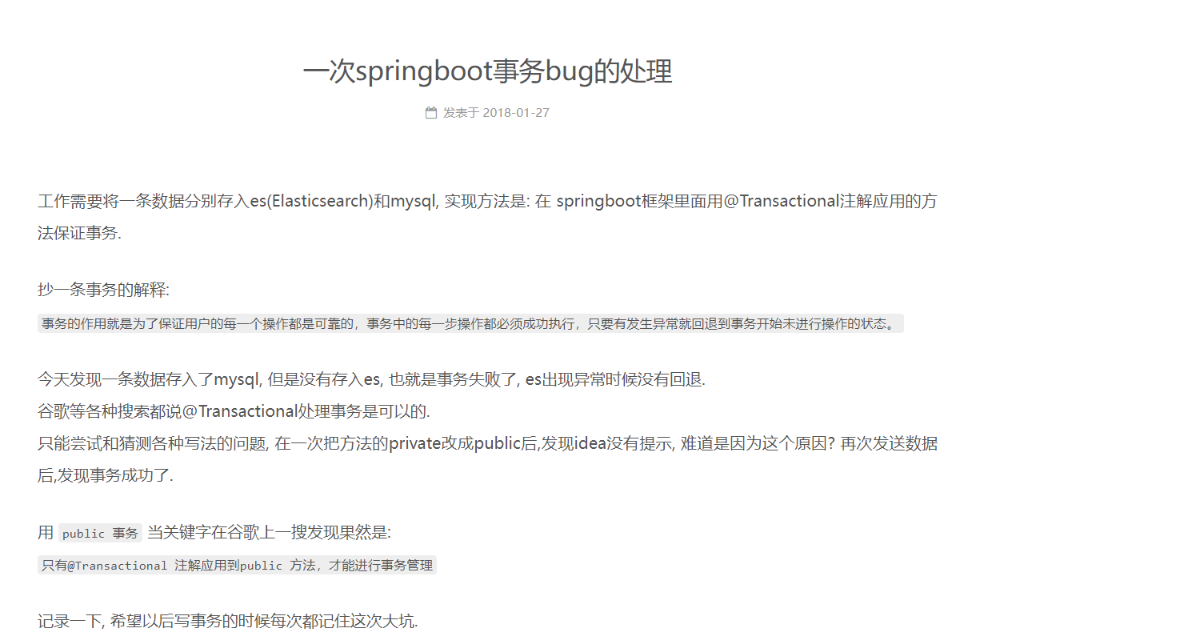 一次springboot事务bug的处理
发表于 2018-01-27
工作需要将一条数据分别存入es(Elasticsearch)和mysql, 实现方法是: 在 springboot框架里面用@Transactional注解应用的方
法保证事务.
抄一条事务的解释:
事务的作用就是为了保证用户的每一个操作都是可靠的，事务中的每一步操作都必须成功执行，只要有发生异常就回退到事务开始未进行操作的状态。
今天发现一条数据存入了mysql, 但是没有存入es, 也就是事务失败了, es出现异常时候没有回退.
谷歌等各种搜索都说@Transactional处理事务是可以的.
只能尝试和猜测各种写法的问题, 在一次把方法的private改成public后,发现idea没有提示, 难道是因为这个原因? 再次发送数据
后,发现事务成功了.
用 public 事务 当关键字在谷歌上一搜发现果然是:
只有@Transactional 注解应用到public 方法，才能进行事务管理
记录一下, 希望以后写事务的时候每次都记住这次大坑.